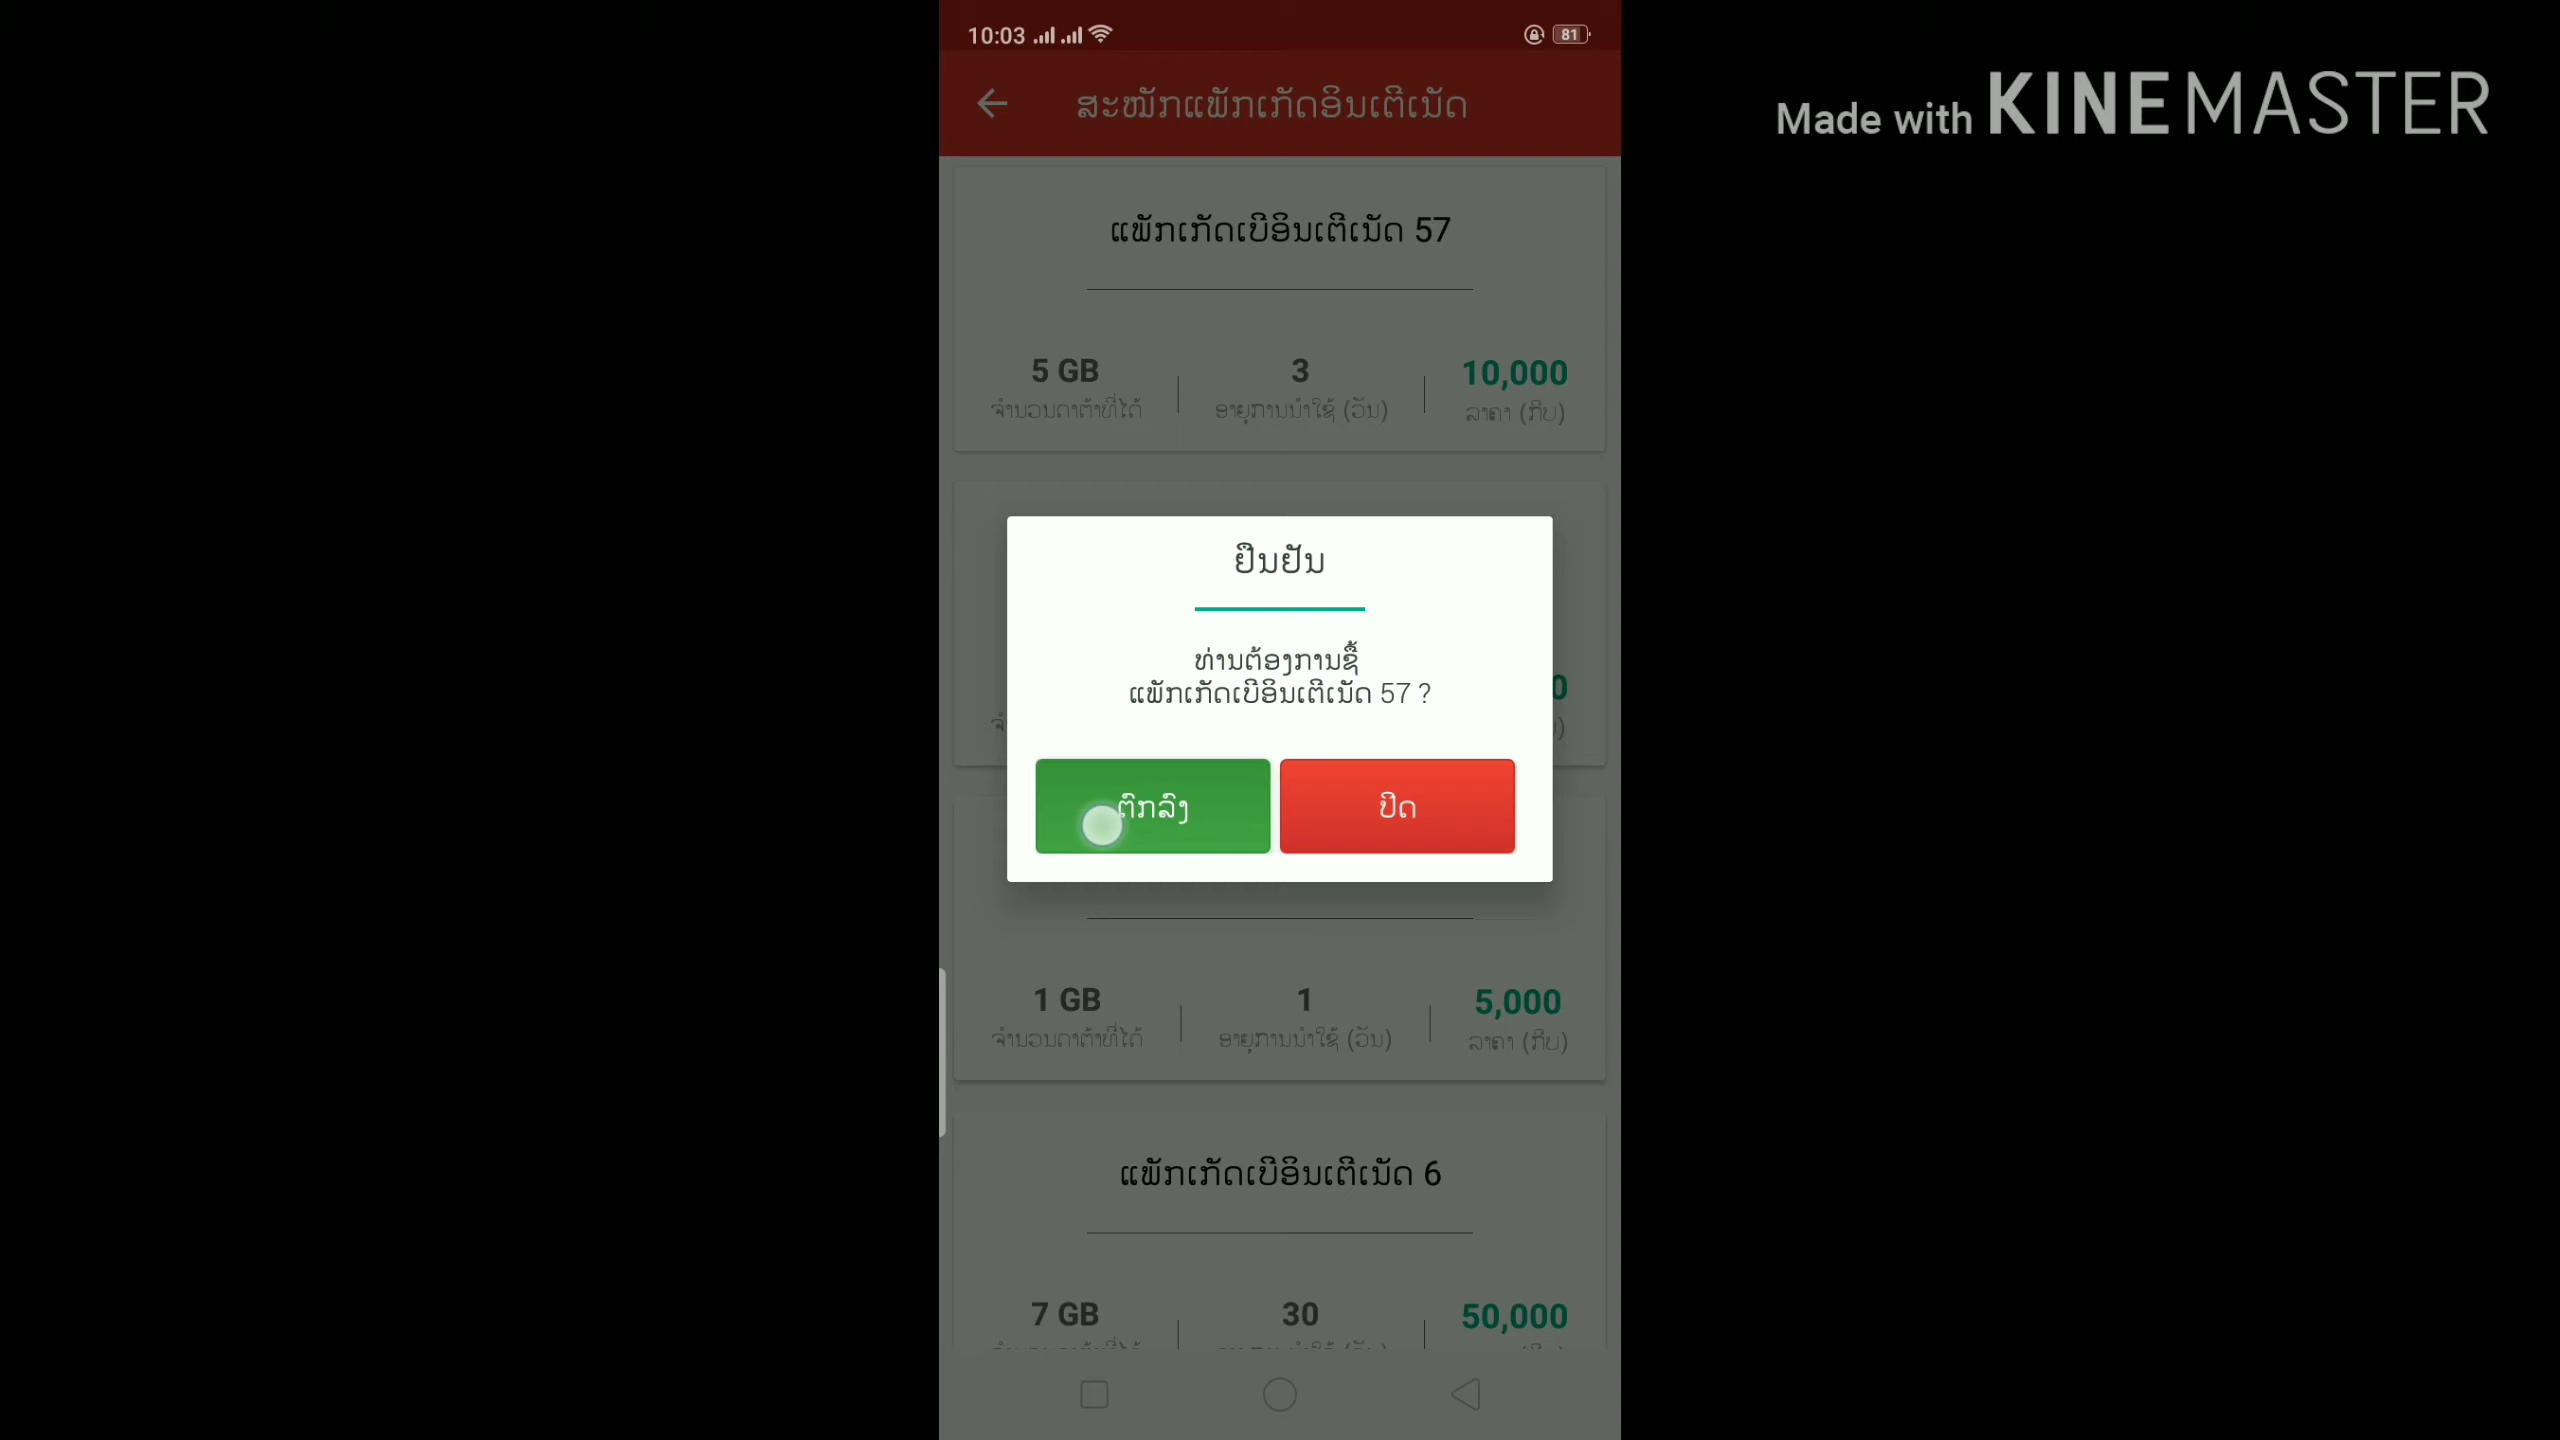 10:03
81
Made with KINEMASTER
ສະໝັກແພັກເກັດອິນເຕີເນັດ
ແພັກເກັດເບີອິນເຕີເນັດ 57
5 GB
ຈຳນວນດາຕ້າທີ່ໄດ້
3
ອາຍຸການນຳໃຊ້ (ວັນ)
10,000
ລາຄາ (ກີບ)
ຢືນຢັນ
ທ່ານຕ້ອງການຊື້
ແພັກເກັດເບີອິນເຕີເນັດ 57 ?
ຕົກລົງ
ປິດ
1 GB
ຈຳນວນດາຕ້າທີ່ໄດ້
1
ອາຍຸການນຳໃຊ້ (ວັນ)
5,000
ລາຄາ (ກີບ)
ແພັກເກັດເບີອິນເຕີເນັດ 6
7 GB
30
50,000